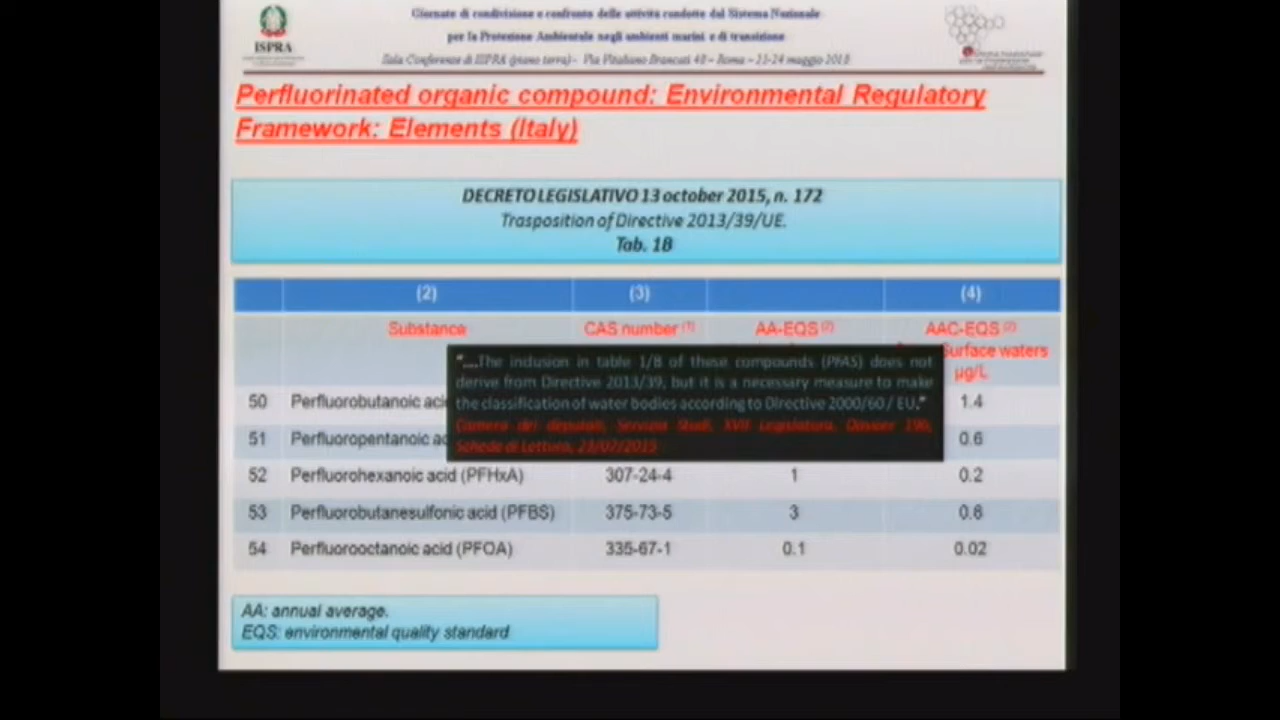 Giornate di condivisione e confronto delle attività condotte dal Sistema Nazionale
per la Protezione Ambientale negli ambienti marini e di transizione
Sala Conferenze di ISPRA (piano terra) - Via Vitaliano Brancati 48 - Roma - 23-24 maggio 2018
ISPRA
Perfluorinated organic compound: Environmental Regulatory
Framework: Elements (Italy)
DECRETO LEGISLATIVO 13 october 2015, n. 172
Trasposition of Directive 2013/39/UE.
Tab. 1B
(2) (3) (4)
Substance CAS number (1) AA-EQS (2) AAC-EQS (2)
Surface waters
µg/L
"....The inclusion in table 1/B of these compounds (PFAS) does not
derive from Directive 2013/39, but it is a necessary measure to make
the classification of water bodies according to Directive 2000/60 / EU."
Camera dei deputati, Servizio Studi, XVII Legislatura, Dossier 196,
Schede di Lettura, 23/07/2015
50 Perfluorobutanoic 1.4
51 Perfluoropentanoic 0.6
52 Perfluorohexanoic acid (PFHxA) 307-24-4 1 0.2
53 Perfluorobutanesulfonic acid (PFBS) 375-73-5 3 0.6
54 Perfluorooctanoic acid (PFOA) 335-67-1 0.1 0.02
AA: annual average.
EQS: environmental quality standard